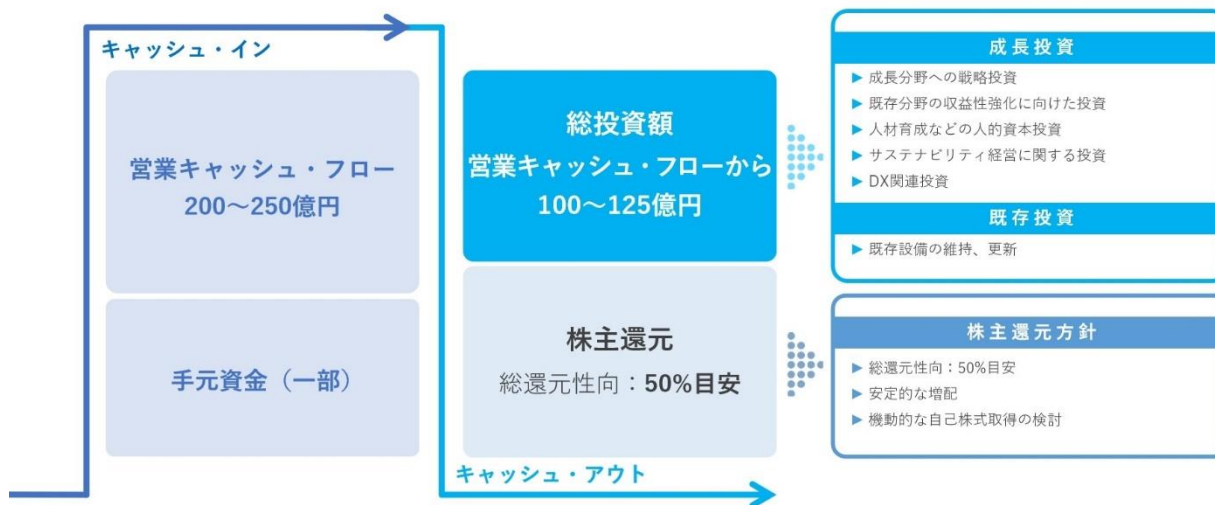 キャッシュ・イン
営業キャッシュ・フロー
200～250億円
手元資金（一部）
総投資額
営業キャッシュ・フローから
100～125億円
株主還元
総還元性向：50%目安
キャッシュ・アウト
成長投資
▶ 成長分野への戦略投資
▶ 既存分野の収益性強化に向けた投資
▶ 人材育成などの人的資本投資
▶ サステナビリティ経営に関する投資
▶ DX関連投資
既存投資
▶ 既存設備の維持、更新
株主還元方針
▶ 総還元性向：50%目安
▶ 安定的な増配
▶ 機動的な自己株式取得の検討